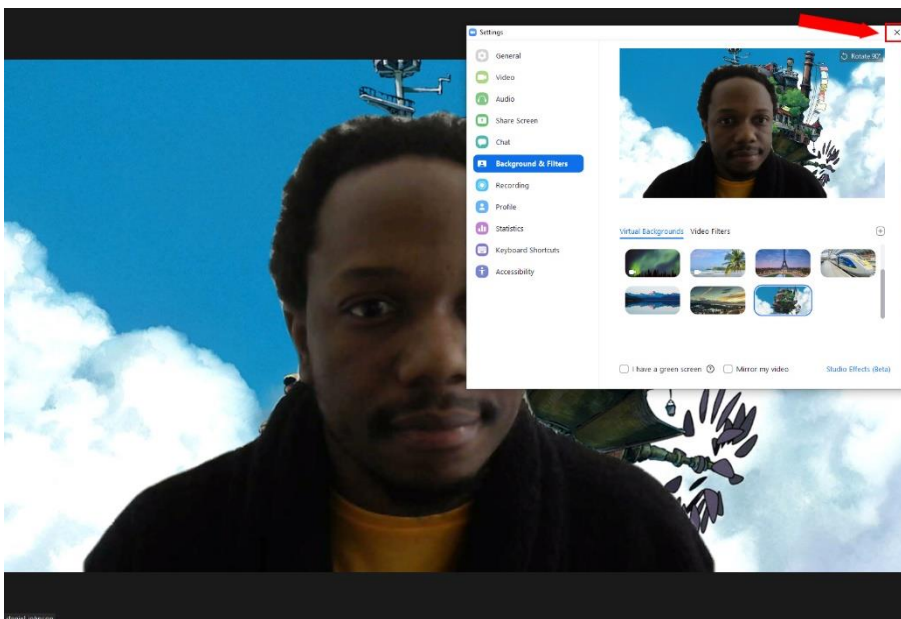 Settings
Rotate 90°
General
Video
Audio
Share Screen
Chat
Background & Filters
Recording
Profile
Statistics
Keyboard Shortcuts
Accessibility
Virtual Backgrounds Video Filters
I have a green screen Mirror my video Studio Effects (Beta)